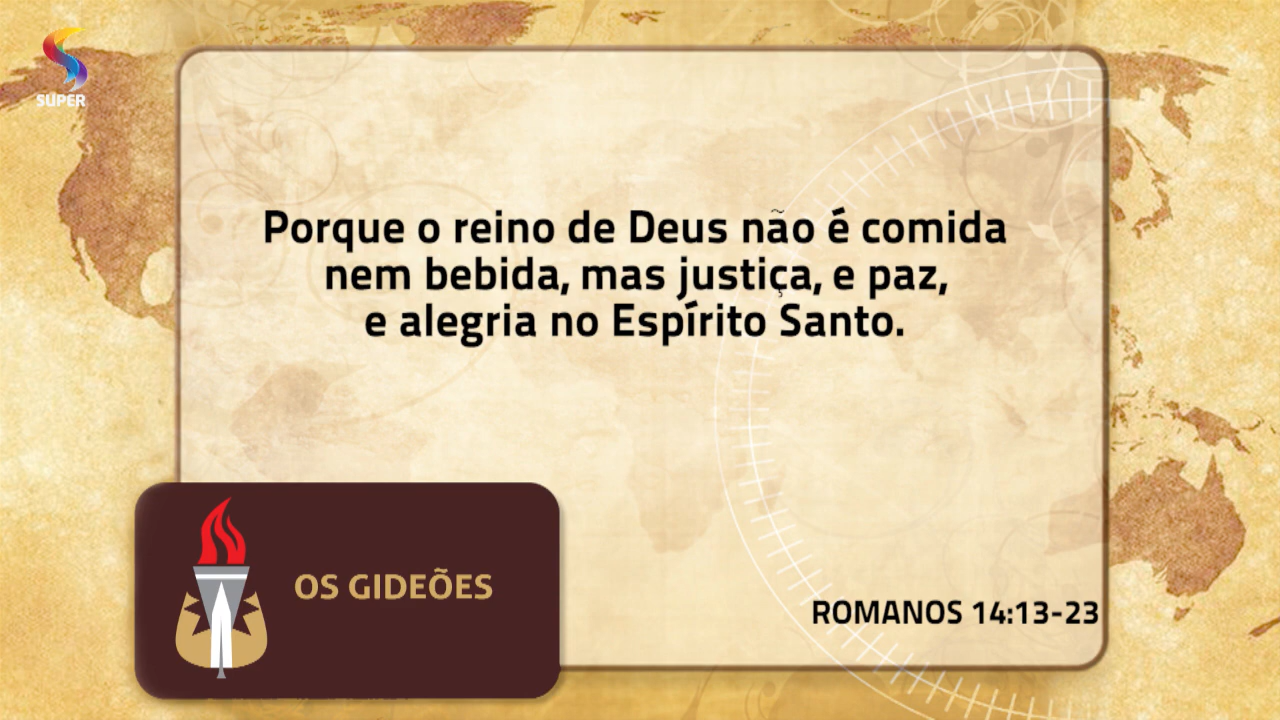 SUPER
Porque o reino de Deus não é comida
nem bebida, mas justiça, e paz,
e alegria no Espírito Santo.
OS GIDEÕES
ROMANOS 14:13-23